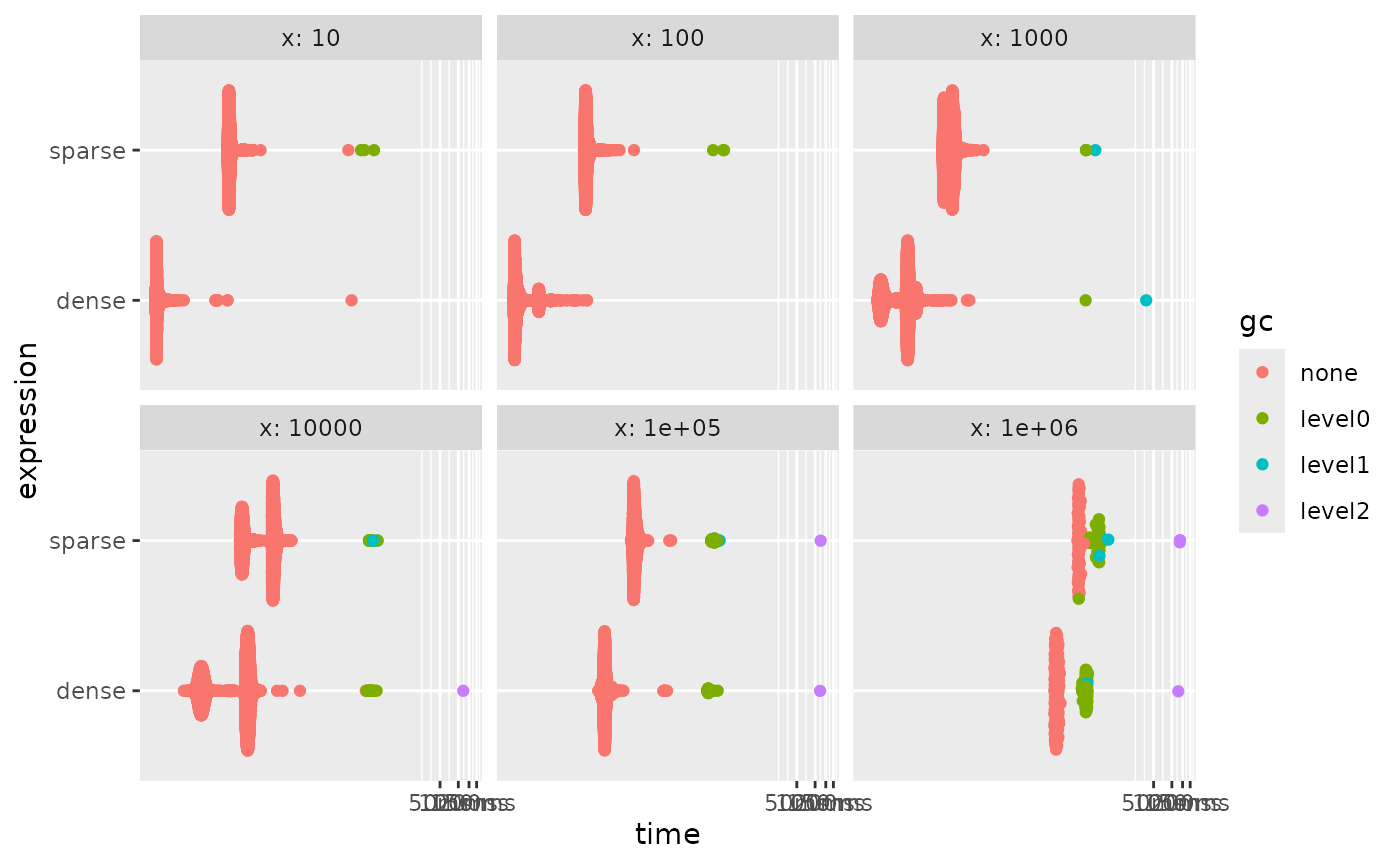 x: 10
x: 100
x: 1000
sparse
dense
x: 10000
x: 1e+05
x: 1e+06
sparse
dense
expression
time
gc
none
level0
level1
level2